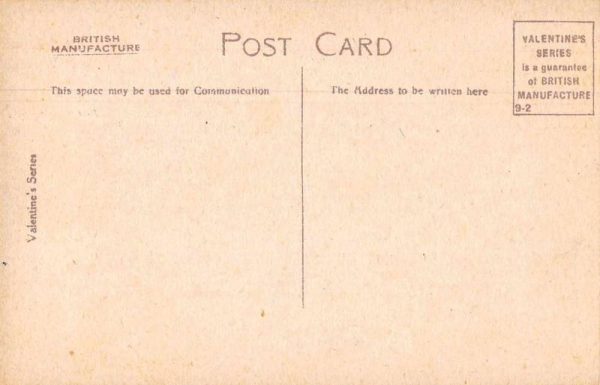 BRITISH
MANUFACTURE
POST CARD
VALENTINE'S
SERIES
is a guarantee
of BRITISH
MANUFACTURE
9-2
This space may be used for Communication
The Address to be written here
Valentine's Series